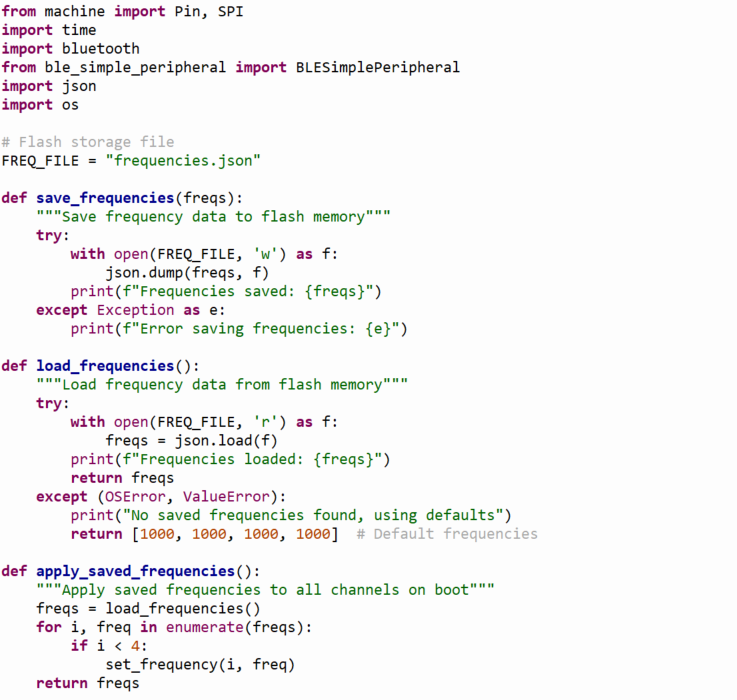 from machine import Pin, SPI
import time
import bluetooth
from ble_simple_peripheral import BLESimplePeripheral
import json
import os

# Flash storage file
FREQ_FILE = "frequencies.json"

def save_frequencies(freqs):
    """Save frequency data to flash memory"""
    try:
        with open(FREQ_FILE, 'w') as f:
            json.dump(freqs, f)
        print(f"Frequencies saved: {freqs}")
    except Exception as e:
        print(f"Error saving frequencies: {e}")

def load_frequencies():
    """Load frequency data from flash memory"""
    try:
        with open(FREQ_FILE, 'r') as f:
            freqs = json.load(f)
        print(f"Frequencies loaded: {freqs}")
        return freqs
    except (OSError, ValueError):
        print("No saved frequencies found, using defaults")
        return [1000, 1000, 1000, 1000]  # Default frequencies

def apply_saved_frequencies():
    """Apply saved frequencies to all channels on boot"""
    freqs = load_frequencies()
    for i, freq in enumerate(freqs):
        if i < 4:
            set_frequency(i, freq)
    return freqs